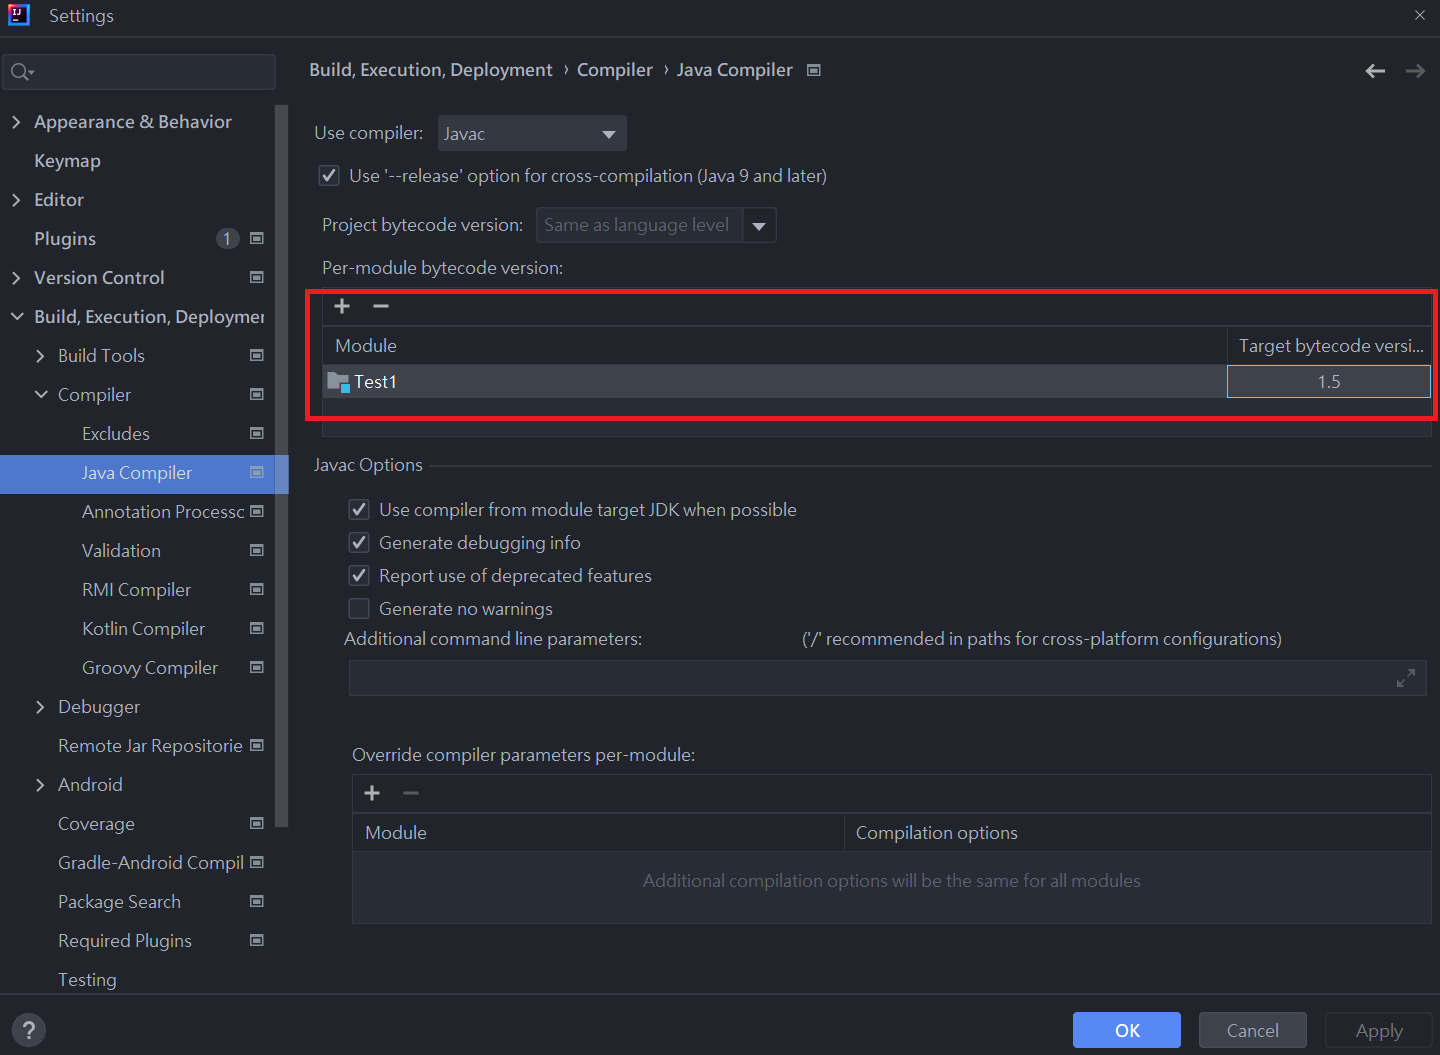 Settings
Build, Execution, Deployment › Compiler › Java Compiler
Appearance & Behavior
Keymap
Editor
Plugins 1
Version Control
Build, Execution, Deploymer
Build Tools
Compiler
Excludes
Java Compiler
Annotation Processc
Validation
RMI Compiler
Kotlin Compiler
Groovy Compiler
Debugger
Remote Jar Repositorie
Android
Coverage
Gradle-Android Compil
Package Search
Required Plugins
Testing
Use compiler: Javac
Use '--release' option for cross-compilation (Java 9 and later)
Project bytecode version: Same as language level
Per-module bytecode version:
Module Target bytecode versi...
Test1 1.5
Javac Options
Use compiler from module target JDK when possible
Generate debugging info
Report use of deprecated features
Generate no warnings
Additional command line parameters: ('/' recommended in paths for cross-platform configurations)
Override compiler parameters per-module:
Module Compilation options
Additional compilation options will be the same for all modules
? OK Cancel Apply